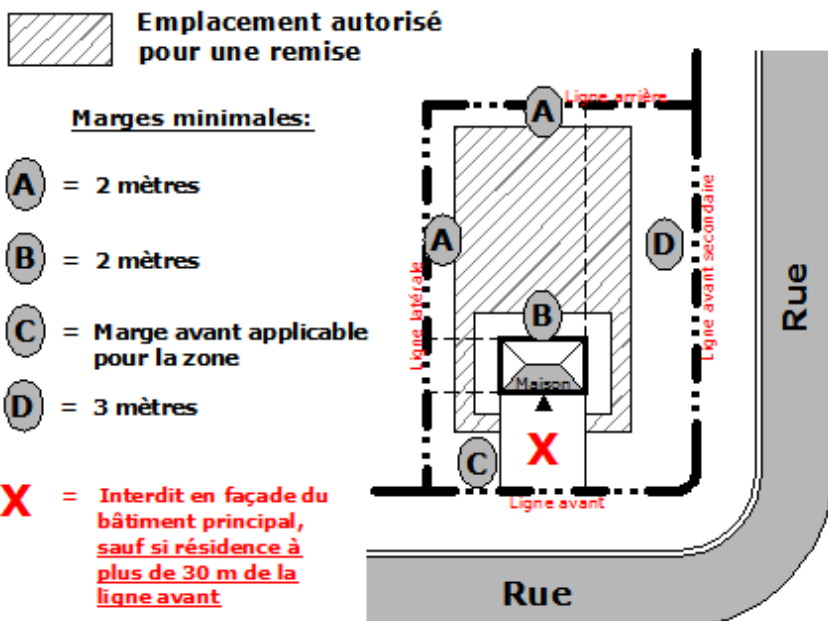 Emplacement autorisé
pour une remise
Marges minimales:
A = 2 mètres
B = 2 mètres
C = Marge avant applicable
pour la zone
D = 3 mètres
X = Interdit en façade du
bâtiment principal,
sauf si résidence à
plus de 30 m de la
ligne avant
Ligne arrière
A
A
D
Ligne latérale
Ligne avant secondaire
B
Maison
X
C
Ligne avant
Rue
Rue